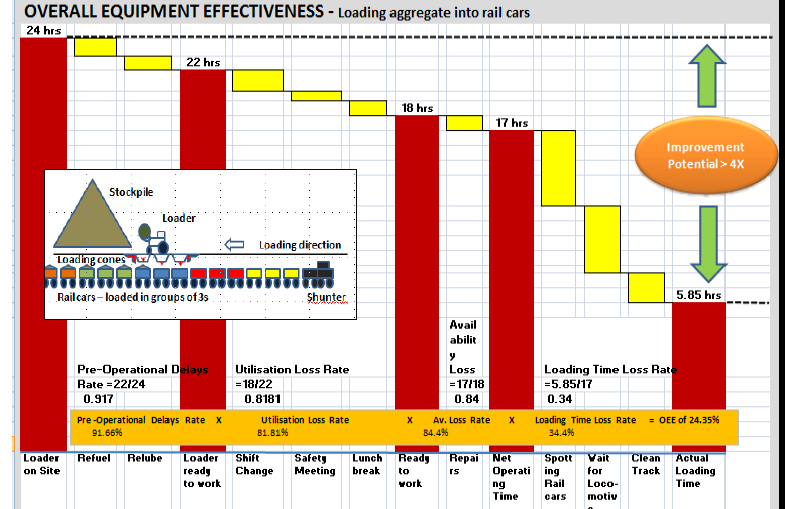 OVERALL EQUIPMENT EFFECTIVENESS - Loading aggregate into rail cars
24 hrs
22 hrs
18 hrs
17 hrs
Improvement
Potential > 4X
Stockpile
Loader
Loading direction
Loading cones
Railcars – loaded in groups of 3s
Shunter
5.85 hrs
Pre-Operational Delays
Rate =22/24
0.917
Utilisation Loss Rate
=18/22
0.8181
Avail
abilit
y
Loss
=17/18
0.84
Loading Time Loss Rate
=5.85/17
0.34
Pre-Operational Delays Rate X Utilisation Loss Rate X Av. Loss Rate X Loading Time Loss Rate = OEE of 24.35%
91.66% 81.81% 84.4% 34.4%
Loader
on Site
Refuel
Relube
Loader
ready
to work
Shift
Change
Safety
Meeting
Lunch
break
Ready
to
work
Repai
rs
Net
Operati
ng
Time
Spott
ing
Rail
cars
Wait
for
Loco-
motiv
e
Clean
Track
Actual
Loading
Time